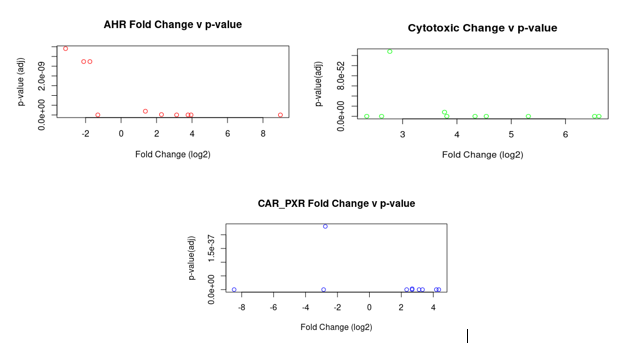 AHR Fold Change v p-value
p-value (adj)
2.0e-09
0.0e+00
-2 0 2 4 6 8
Fold Change (log2)
Cytotoxic Change v p-value
p-value(adj)
8.0e-52
0.0e+00
3 4 5 6
Fold Change (log2)
CAR_PXR Fold Change v p-value
p-value(adj)
1.5e-37
0.0e+00
-8 -6 -4 -2 0 2 4
Fold Change (log2)